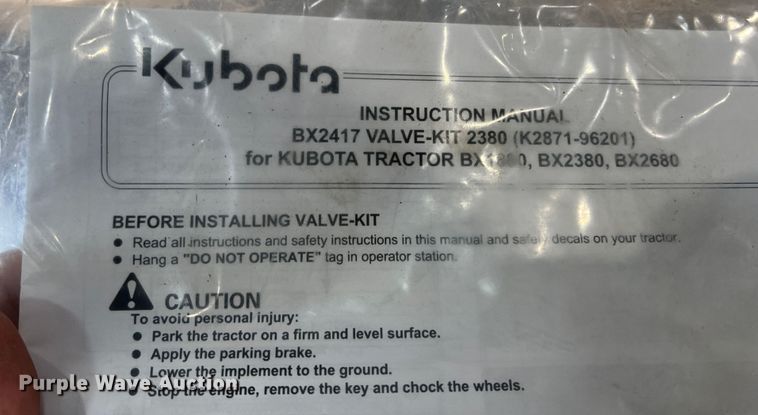 Kubota
INSTRUCTION MANUAL
BX2417 VALVE-KIT 2380 (K2871-96201)
for KUBOTA TRACTOR BX1880, BX2380, BX2680
BEFORE INSTALLING VALVE-KIT
● Read all instructions and safety instructions in this manual and safety decals on your tractor.
● Hang a "DO NOT OPERATE" tag in operator station.
CAUTION
To avoid personal injury:
● Park the tractor on a firm and level surface.
● Apply the parking brake.
● Lower the implement to the ground.
● Stop the engine, remove the key and chock the wheels.
Purple Wave Auction